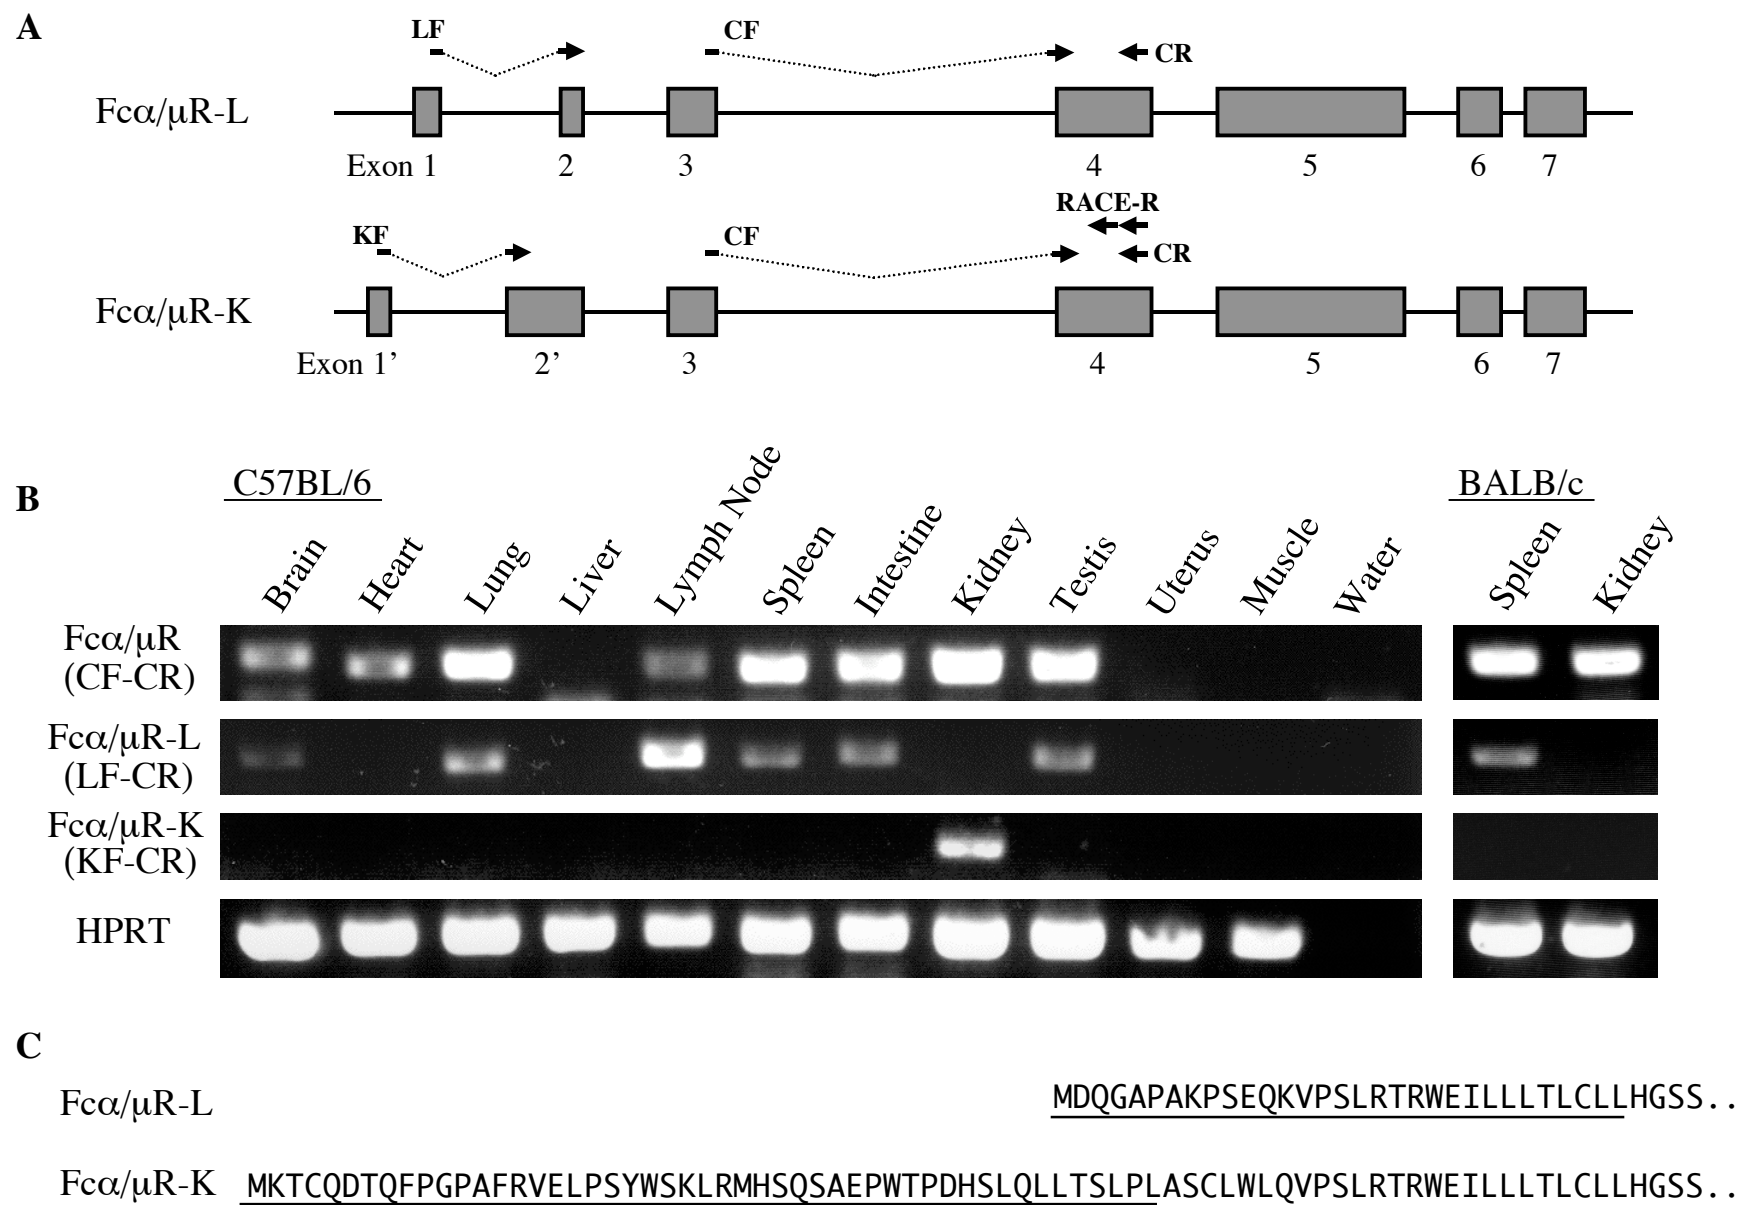 A
LF
CF
CR
Fcα/μR-L
Exon 1 2 3 4 5 6 7
RACE-R
KF
CF
CR
Fcα/μR-K
Exon 1’ 2’ 3 4 5 6 7
B
C57BL/6
BALB/c
Brain Heart Lung Liver Lymph Node Spleen Intestine Kidney Testis Uterus Muscle Water Spleen Kidney
Fcα/μR
(CF-CR)
Fcα/μR-L
(LF-CR)
Fcα/μR-K
(KF-CR)
HPRT
C
Fcα/μR-L MDQGAPAKPSEQKVPSLRTRWEILLLTLCLLHGSS..
Fcα/μR-K MKTCQDTQFPGPAFRVELPSYWSKLRMHSQSAEPWTPDHSLQLLTSLPLASCLWLQVPSLRTRWEILLLTLCLLHGSS..